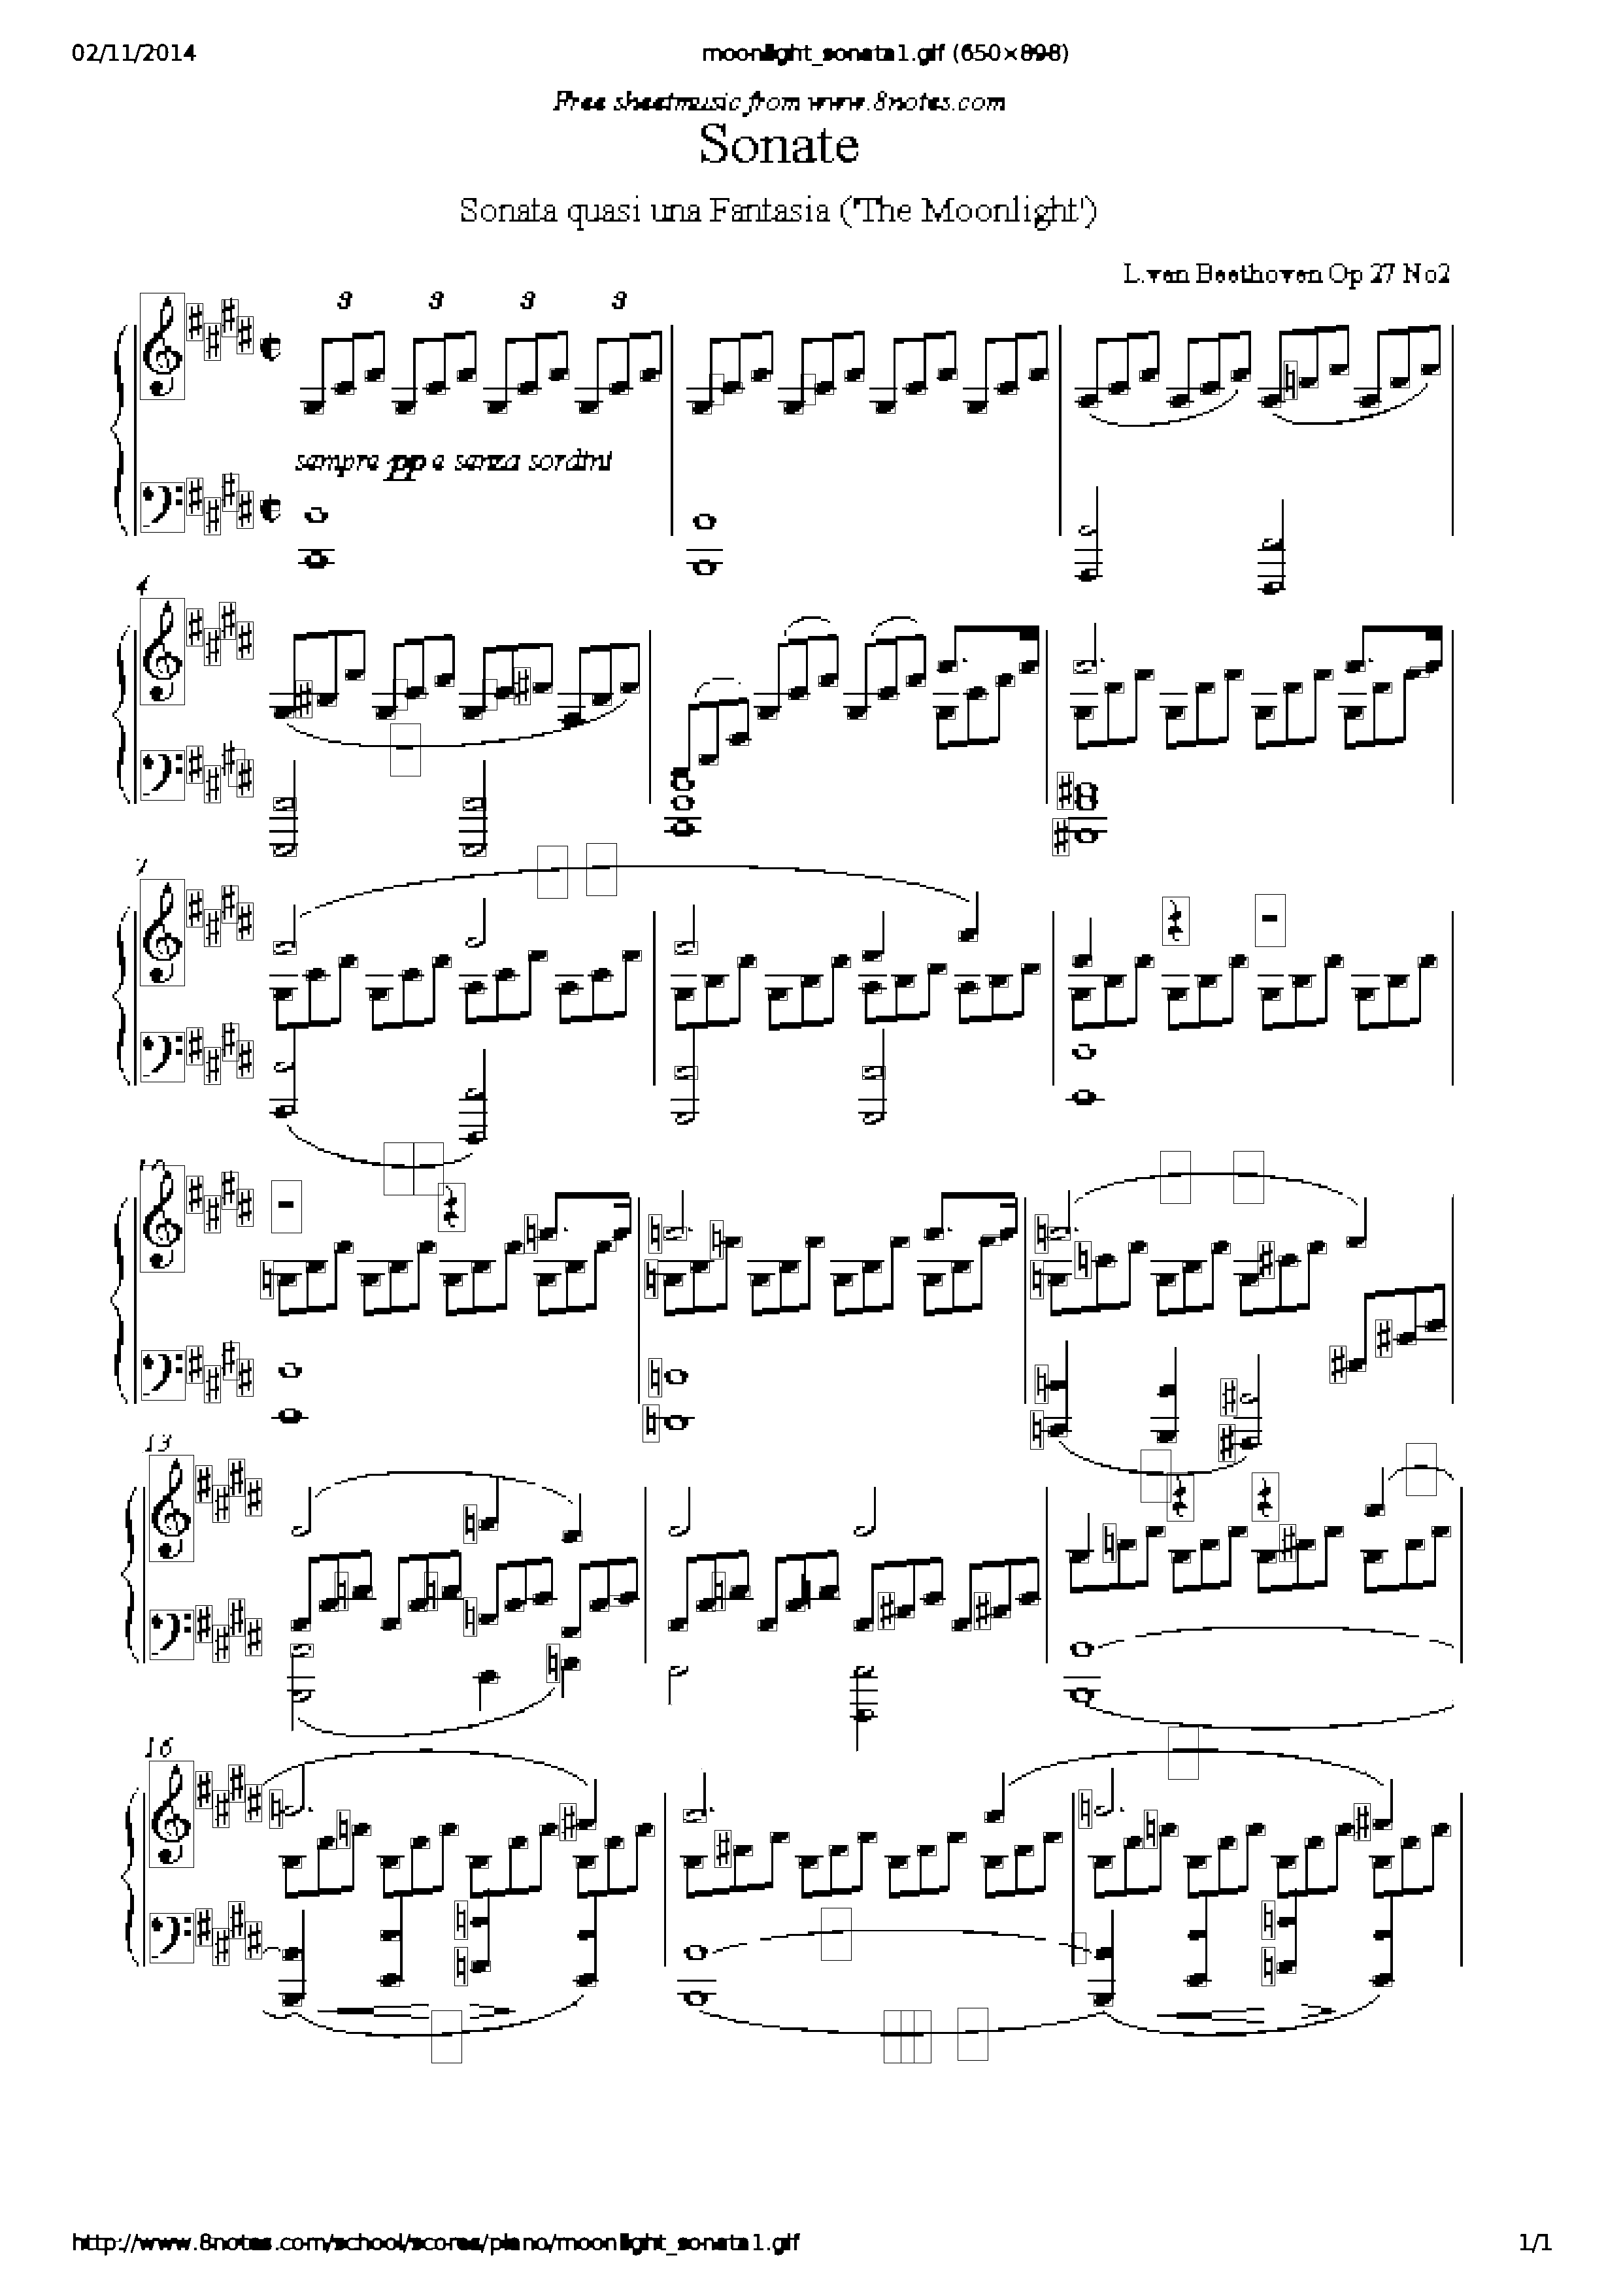 02/11/2014 moonlight_sonata1.gif (650×898)
Free sheetmusic from www.8notes.com
Sonate
Sonata quasi una Fantasia ('The Moonlight')
L.van Beethoven Op 27 No2
3 3 3 3
sempre pp e senza sordini
4
7
13
16
http://www.8notes.com/school/scores/piano/moonlight_sonata1.gif 1/1